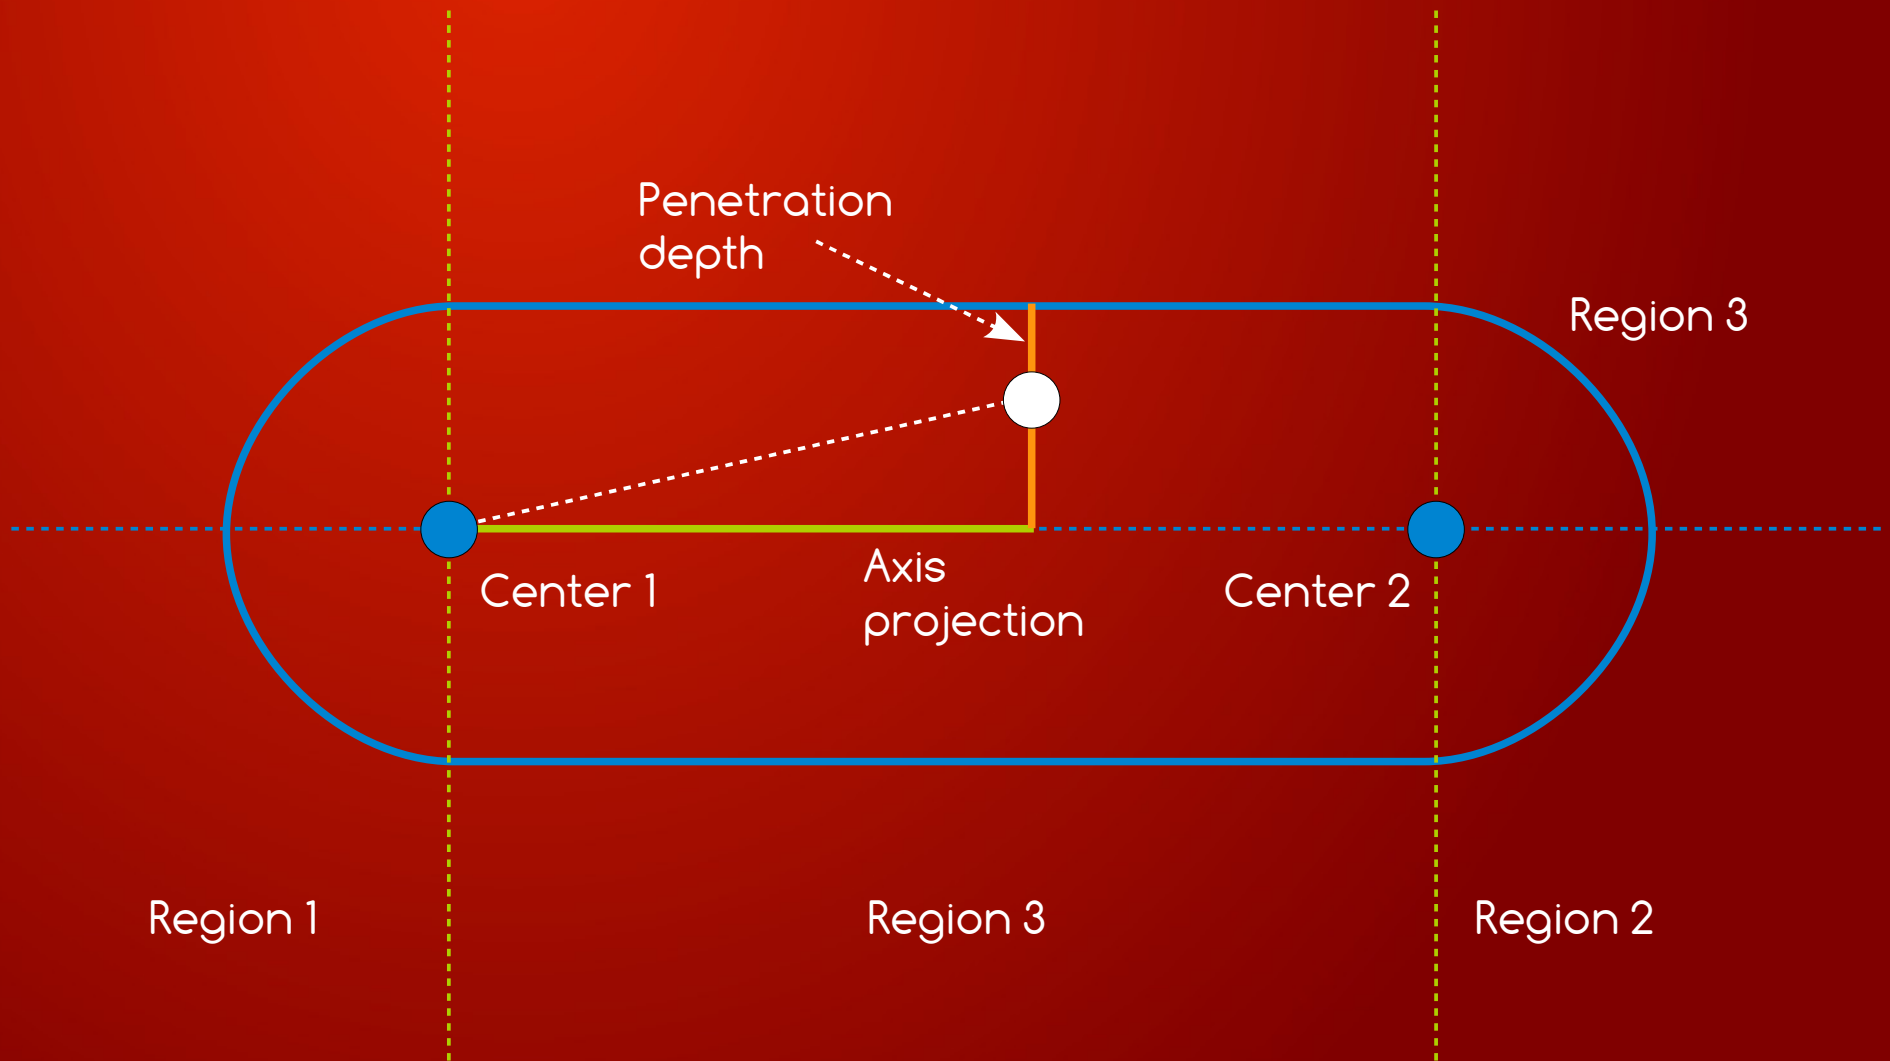 Penetration
depth
Region 3
Center 1
Axis
projection
Center 2
Region 1
Region 3
Region 2